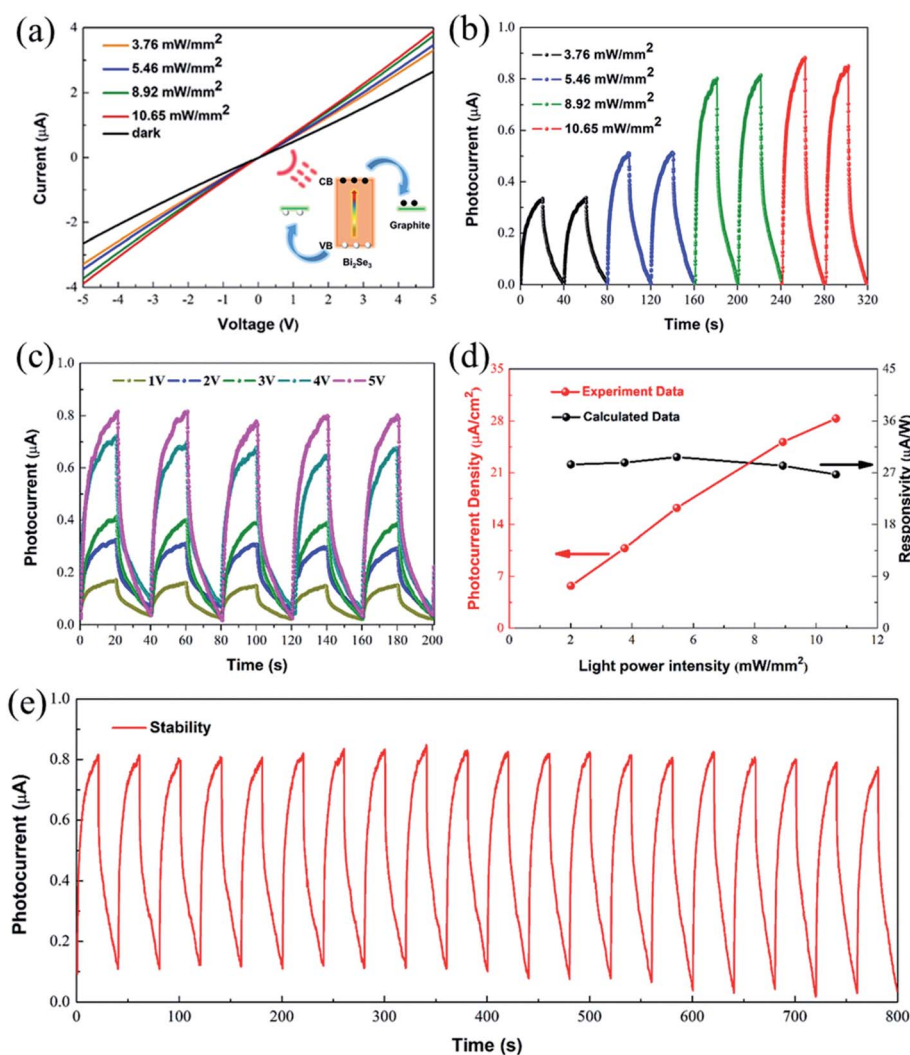 (a)
3.76 mW/mm²
5.46 mW/mm²
8.92 mW/mm²
10.65 mW/mm²
dark
CB
VB
Bi₂Se₃
Graphite
Current (μA)
4
2
0
-2
-4
-5 -4 -3 -2 -1 0 1 2 3 4 5
Voltage (V)
(b)
3.76 mW/mm²
5.46 mW/mm²
8.92 mW/mm²
10.65 mW/mm²
Photocurrent (μA)
1.0
0.8
0.6
0.4
0.2
0.0
0 40 80 120 160 200 240 280 320
Time (s)
(c)
1V 2V 3V 4V 5V
Photocurrent (μA)
1.0
0.8
0.6
0.4
0.2
0.0
0 20 40 60 80 100 120 140 160 180 200
Time (s)
(d)
Experiment Data
Calculated Data
Photocurrent Density (μA/cm²)
35
28
21
14
7
0
Responsivity (μA/W)
45
36
27
18
9
0
0 2 4 6 8 10 12
Light power intensity (mW/mm²)
(e)
Stability
Photocurrent (μA)
1.0
0.8
0.6
0.4
0.2
0.0
0 100 200 300 400 500 600 700 800
Time (s)